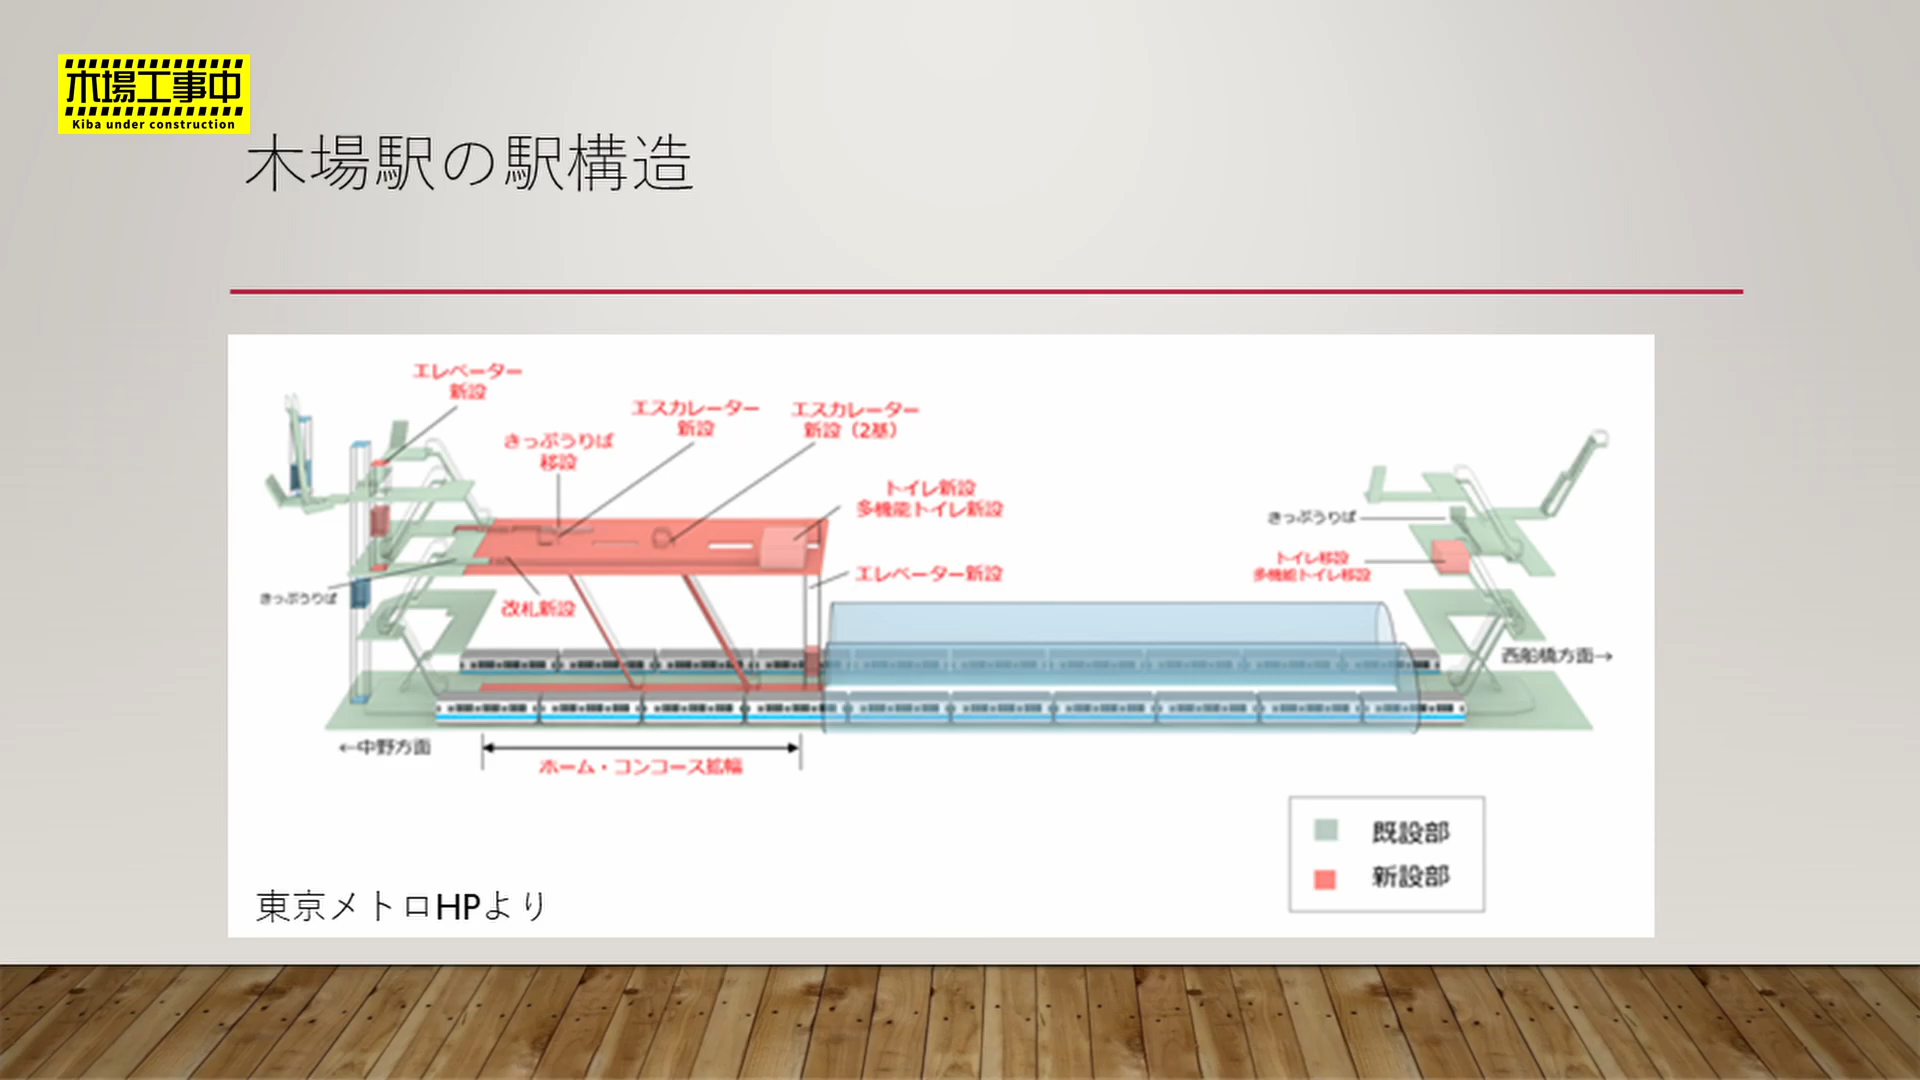 木場工事中
Kiba under construction
木場駅の駅構造
エレベーター
新設
エスカレーター
新設
エスカレーター
新設（2基）
きっぷうりば
移設
トイレ新設
多機能トイレ新設
きっぷうりば
トイレ移設
多機能トイレ移設
エレベーター新設
きっぷうりば
改札新設
西船橋方面→
←中野方面
ホーム・コンコース拡幅
既設部
新設部
東京メトロHPより